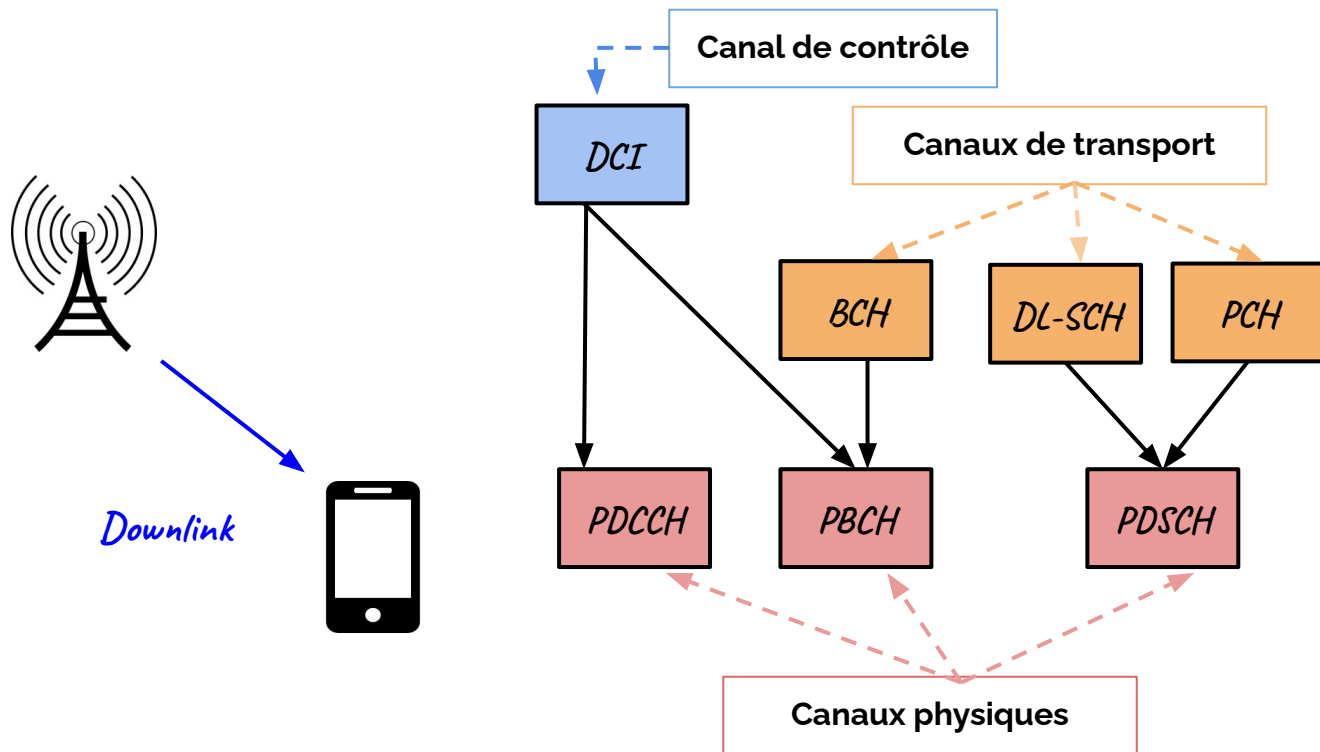 Canal de contrôle
DCI
Canaux de transport
BCH
DL-SCH
PCH
PDCCH
PBCH
PDSCH
Downlink
Canaux physiques